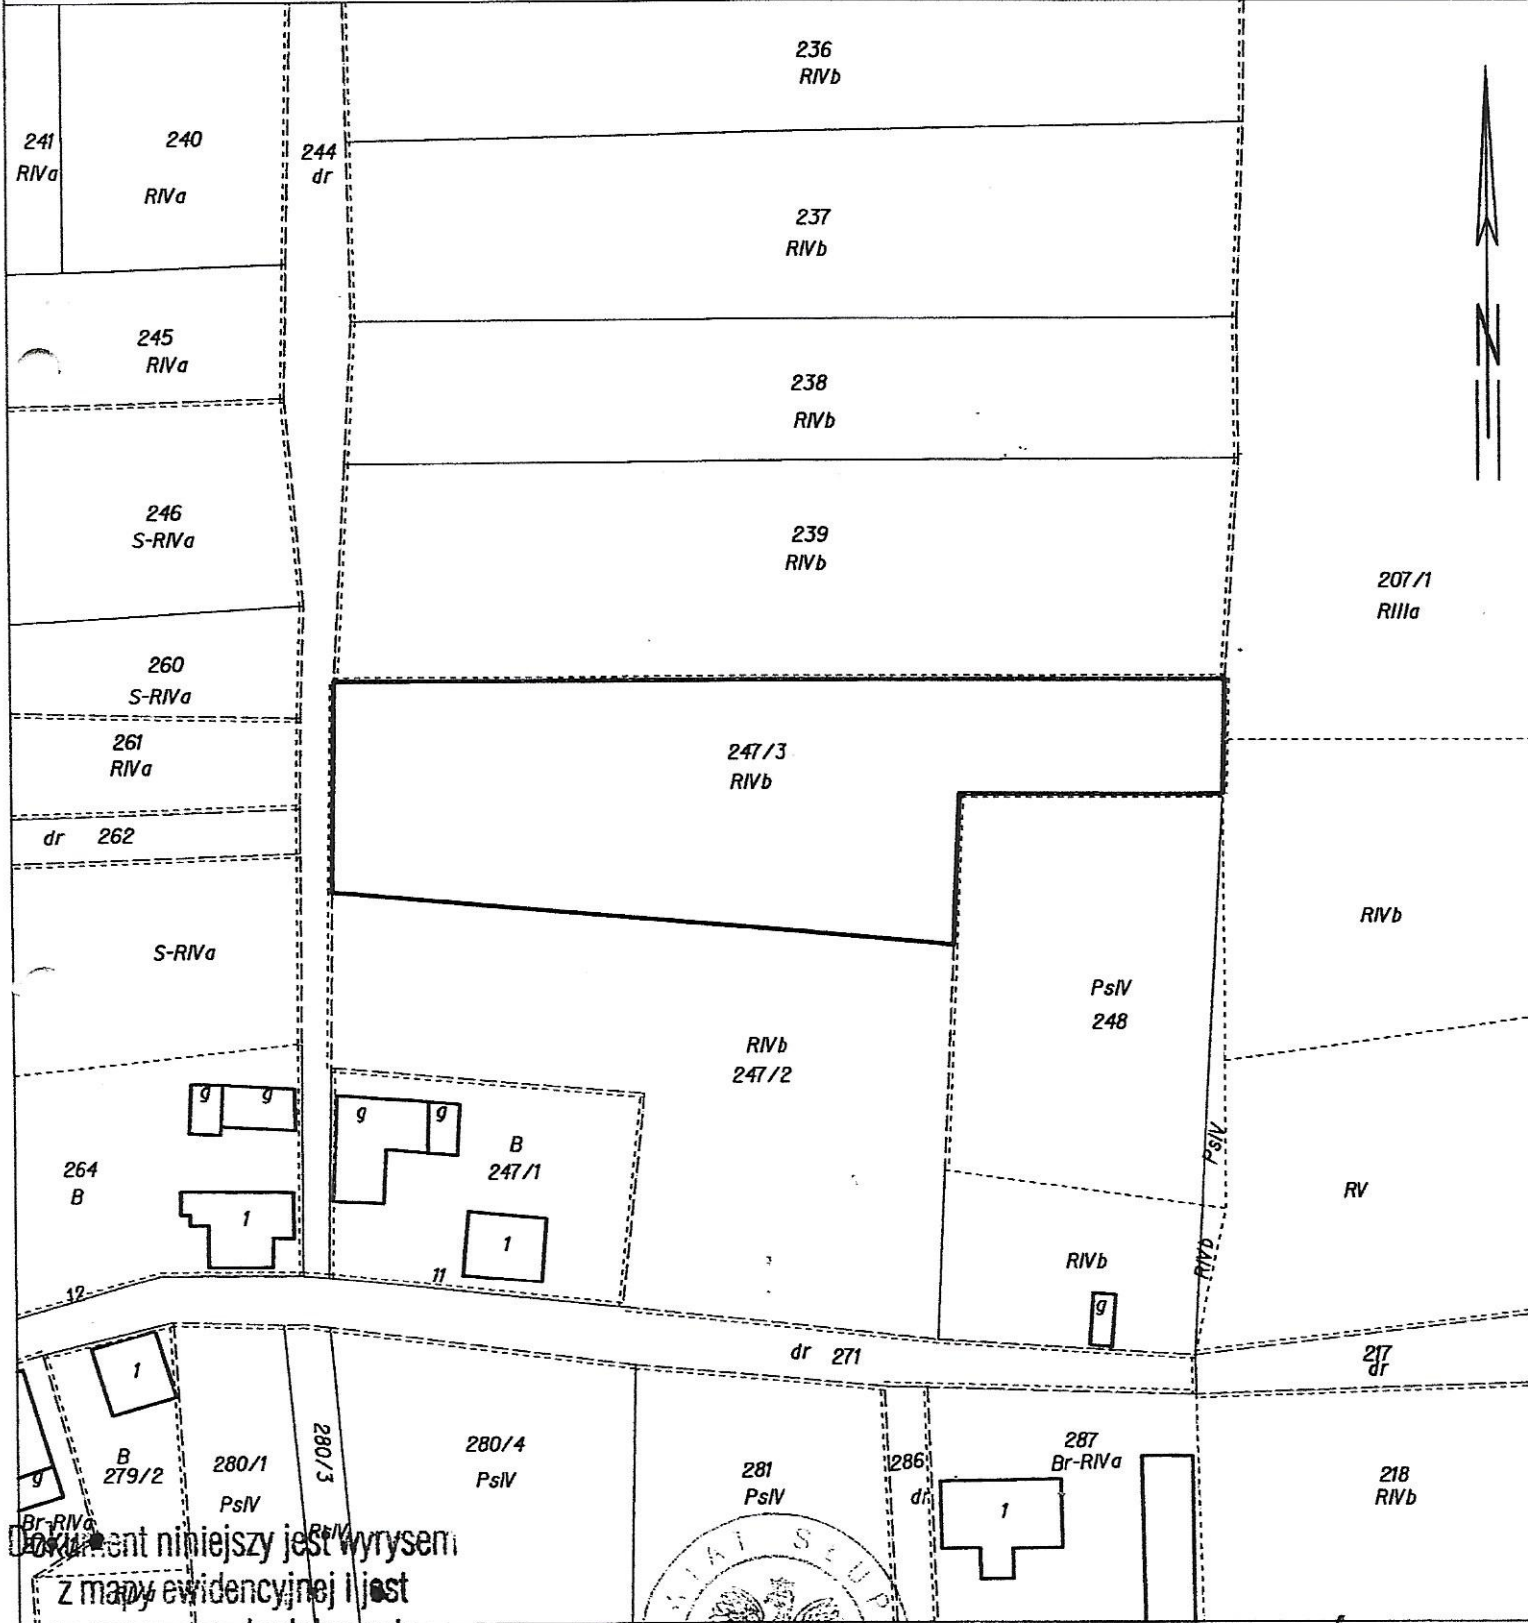 236
RIVb
241
RIVa
240
RIVa
244
dr
237
RIVb
245
RIVa
238
RIVb
N
246
S-RIVa
239
RIVb
207/1
RIIIa
260
S-RIVa
261
RIVa
247/3
RIVb
dr 262
S-RIVa
RIVb
PsIV
248
RIVb
247/2
g
g
g
g
B
247/1
264
B
PsIV
RV
1
1
RIVb
RIVb
12
11
g
dr 271
217
dr
1
280/3
B
279/2
280/1
PsIV
280/4
PsIV
281
PsIV
286
dr
287
Br-RIVa
1
218
RIVb
g
Br-RIVa
PsIV
Dokument niniejszy jest wyrysem
z mapy ewidencyjnej i jest
RIVa
SŁUP